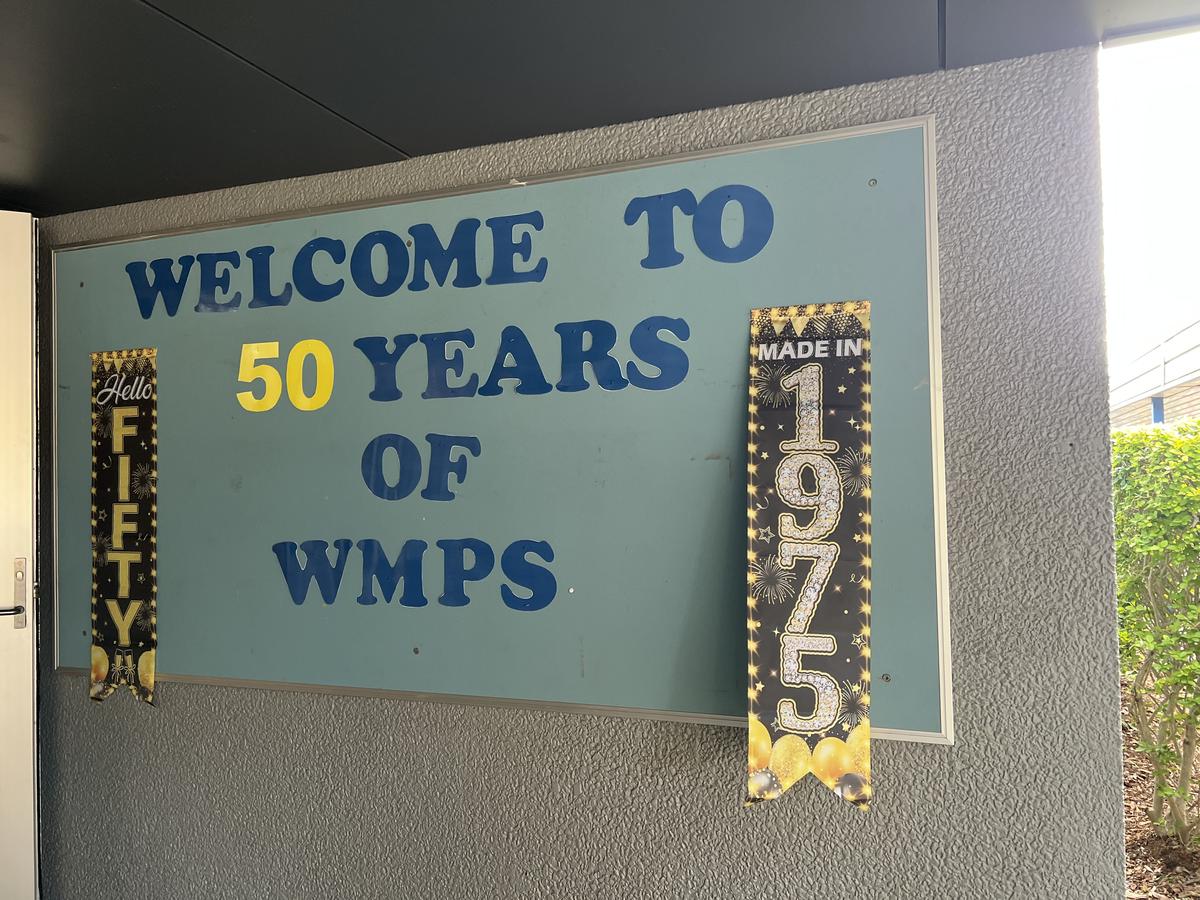 WELCOME TO
50 YEARS
OF
WMPS
Hello
FIFTY
MADE IN
1975